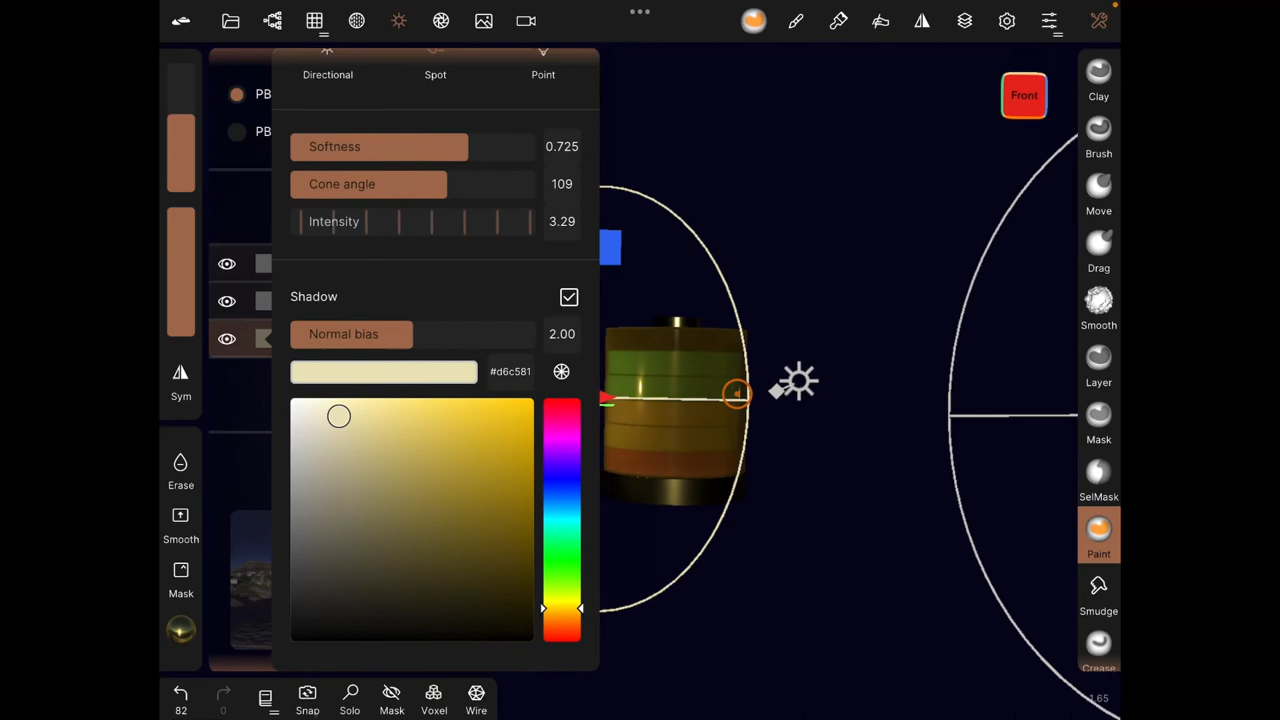 Directional Spot Point
PB
PB
Softness 0.725
Cone angle 109
Intensity 3.29
Shadow
Normal bias 2.00
#d6c581
Front
Sym
Erase
Smooth
Mask
Clay
Brush
Move
Drag
Smooth
Layer
Mask
SelMask
Paint
Smudge
Crease
82 0 Snap Solo Mask Voxel Wire
1.65